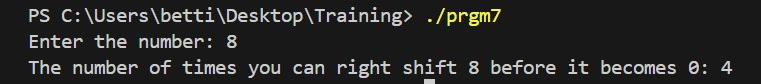 PS C:\Users\betti\Desktop\Training> ./prgm7
Enter the number: 8
The number of times you can right shift 8 before it becomes 0: 4